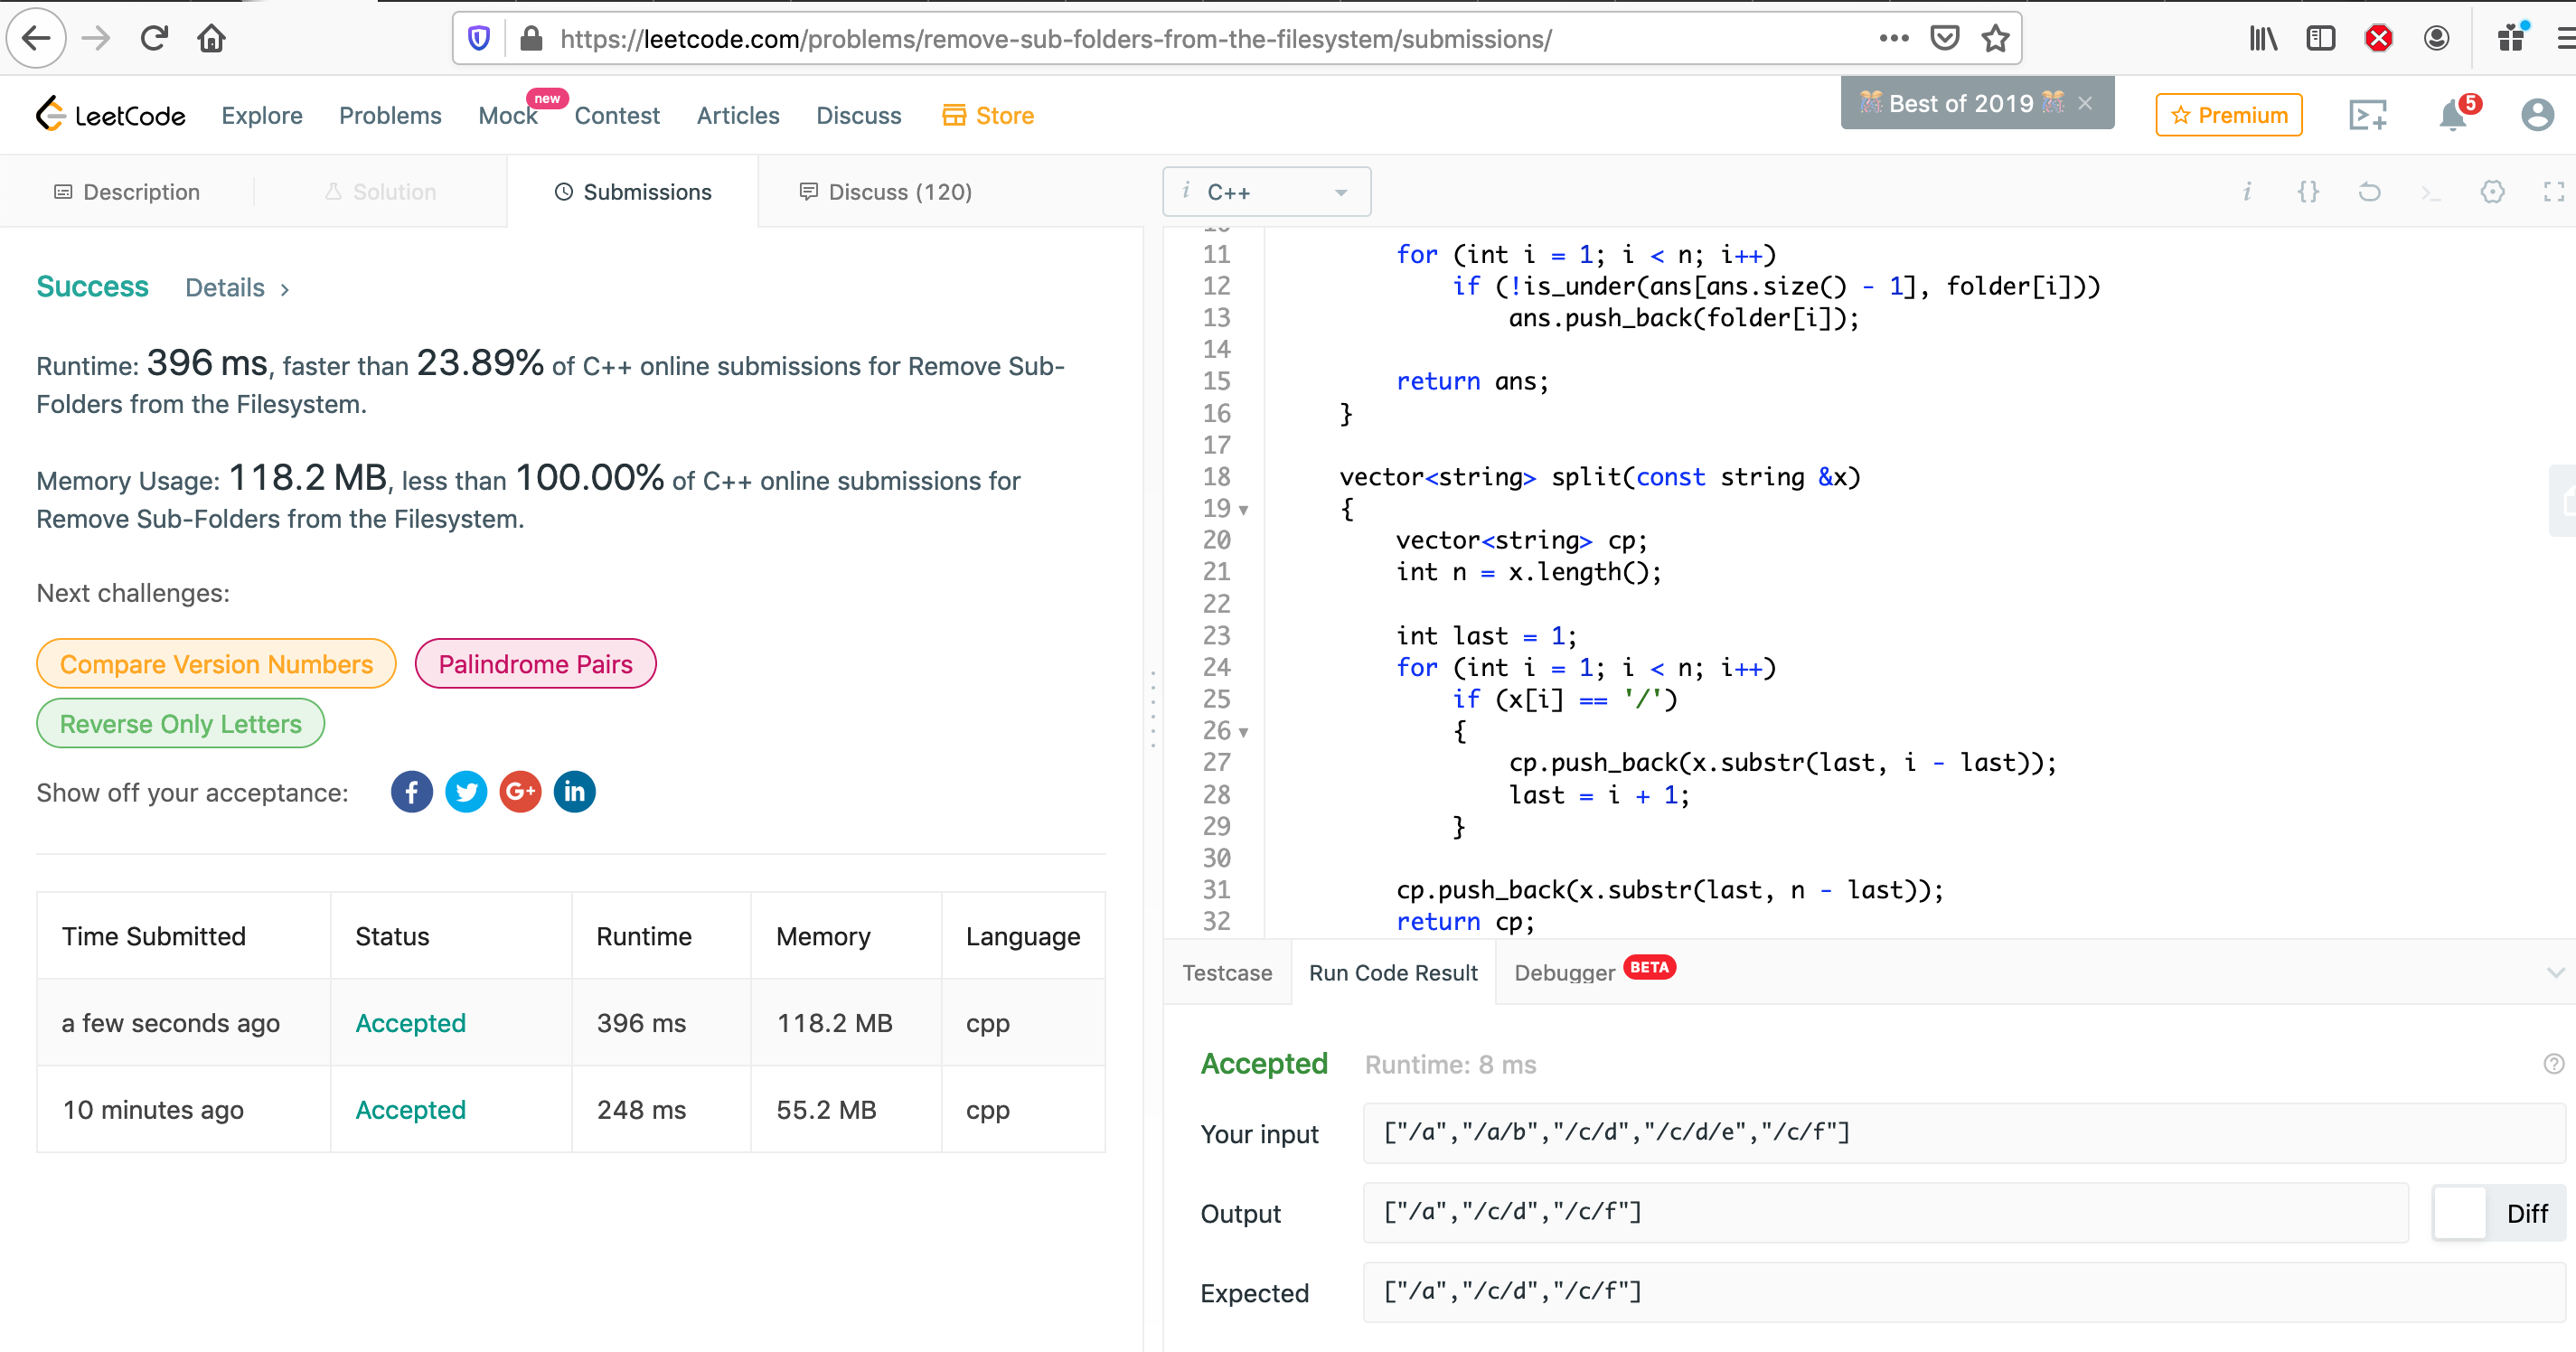 https://leetcode.com/problems/remove-sub-folders-from-the-filesystem/submissions/
LeetCode
Explore
Problems
Mock
new
Contest
Articles
Discuss
Store
Best of 2019
Premium
5
Description
Solution
Submissions
Discuss (120)
Success
Details
Runtime: 396 ms, faster than 23.89% of C++ online submissions for Remove Sub-
Folders from the Filesystem.
Memory Usage: 118.2 MB, less than 100.00% of C++ online submissions for
Remove Sub-Folders from the Filesystem.
Next challenges:
Compare Version Numbers
Palindrome Pairs
Reverse Only Letters
Show off your acceptance:
Time Submitted Status Runtime Memory Language
a few seconds ago Accepted 396 ms 118.2 MB cpp
10 minutes ago Accepted 248 ms 55.2 MB cpp
i C++
11 for (int i = 1; i < n; i++)
12 if (!is_under(ans[ans.size() - 1], folder[i]))
13 ans.push_back(folder[i]);
14
15 return ans;
16 }
17
18 vector<string> split(const string &x)
19 {
20 vector<string> cp;
21 int n = x.length();
22
23 int last = 1;
24 for (int i = 1; i < n; i++)
25 if (x[i] == '/')
26 {
27 cp.push_back(x.substr(last, i - last));
28 last = i + 1;
29 }
30
31 cp.push_back(x.substr(last, n - last));
32 return cp;
Testcase
Run Code Result
Debugger BETA
Accepted Runtime: 8 ms
Your input ["/a","/a/b","/c/d","/c/d/e","/c/f"]
Output ["/a","/c/d","/c/f"]
Diff
Expected ["/a","/c/d","/c/f"]